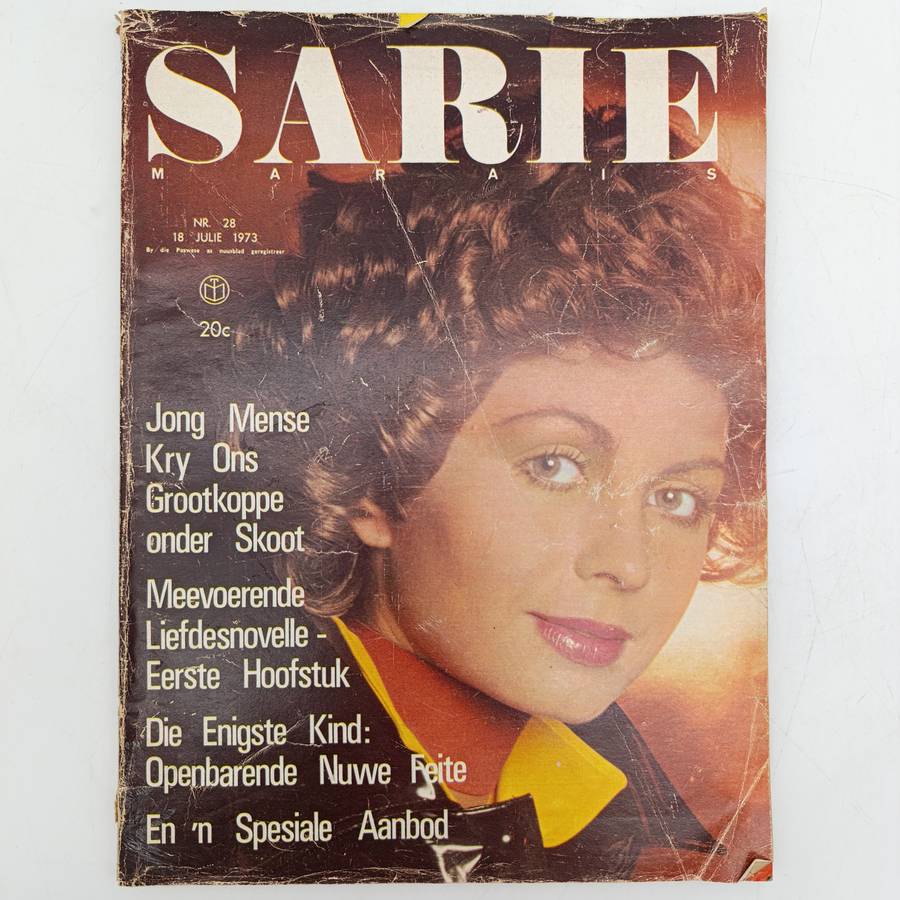 SARIE
MARAIS
NR. 28
18 JULIE 1973
By die Poswese as nuusblad geregistreer
20c
Jong Mense
Kry Ons
Grootkoppe
onder Skoot
Meevoerende
Liefdesnovelle -
Eerste Hoofstuk
Die Enigste Kind:
Openbarende Nuwe Feite
En 'n Spesiale Aanbod